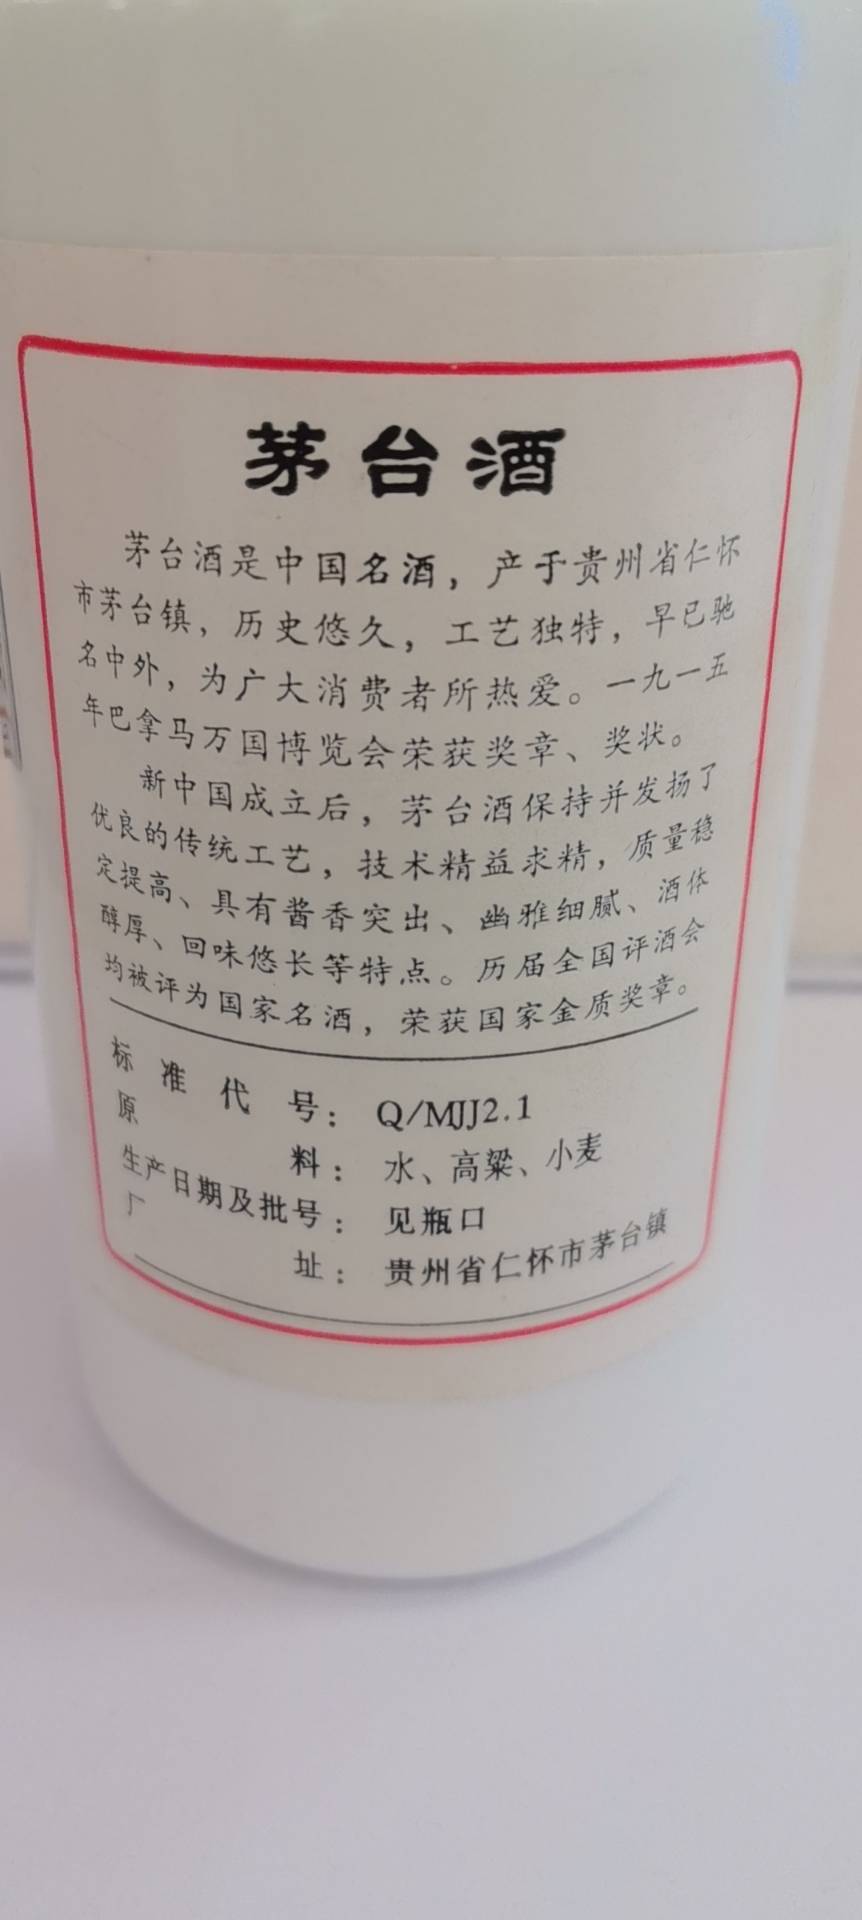 茅台酒
茅台酒是中国名酒，产于贵州省仁怀
市茅台镇，历史悠久，工艺独特，早已驰
名中外，为广大消费者所热爱。一九一五
年巴拿马万国博览会荣获奖章、奖状。
新中国成立后，茅台酒保持并发扬了
优良的传统工艺，技术精益求精，质量稳
定提高、具有酱香突出、幽雅细腻、酒体
醇厚、回味悠长等特点。历届全国评酒会
均被评为国家名酒，荣获国家金质奖章。
标准代号：Q/MJJ2.1
原料：水、高粱、小麦
生产日期及批号：见瓶口
厂址：贵州省仁怀市茅台镇